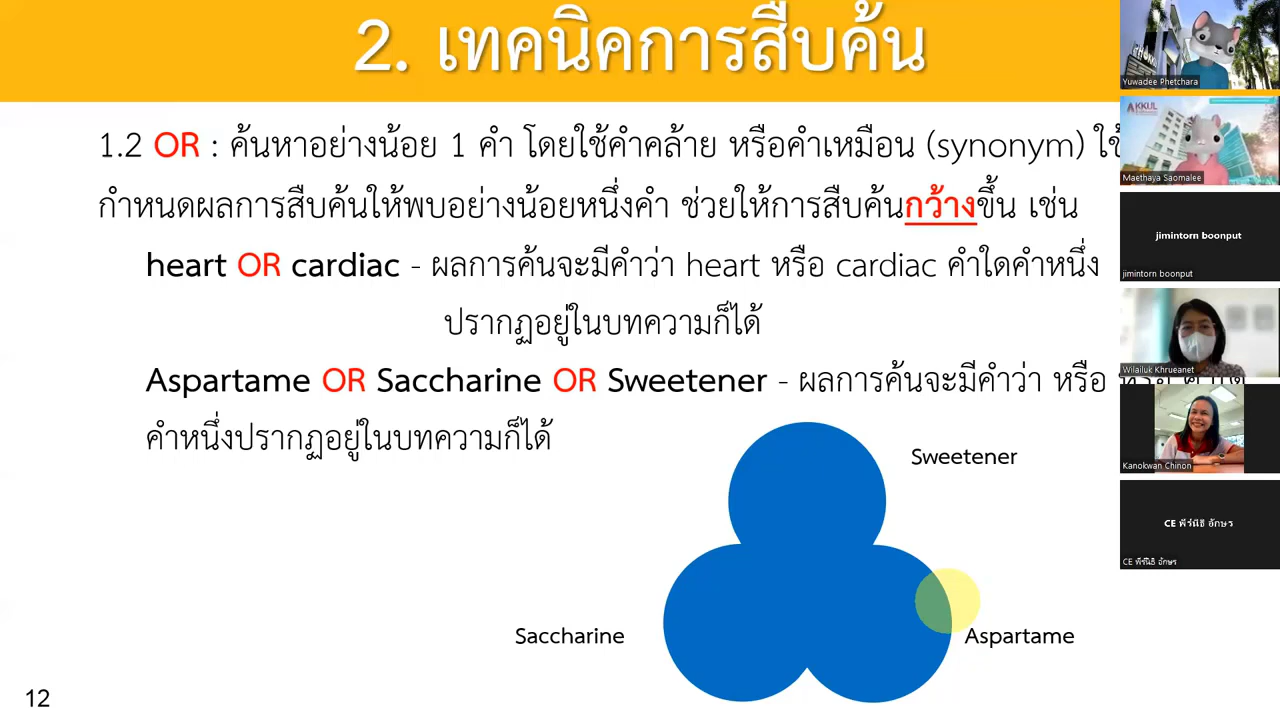 2. เทคนิคการสืบค้น
1.2 OR : ค้นหาอย่างน้อย 1 คำ โดยใช้คำคล้าย หรือคำเหมือน (synonym) ใช้
กำหนดผลการสืบค้นให้พบอย่างน้อยหนึ่งคำ ช่วยให้การสืบค้นกว้างขึ้น เช่น
heart OR cardiac - ผลการค้นจะมีคำว่า heart หรือ cardiac คำใดคำหนึ่ง
ปรากฏอยู่ในบทความก็ได้
Aspartame OR Saccharine OR Sweetener - ผลการค้นจะมีคำว่า หรือ
คำหนึ่งปรากฏอยู่ในบทความก็ได้
Sweetener
Saccharine
Aspartame
12
Yuwadee Phetchara
KKUL
Maethaya Saomalee
jimintorn boonput
jimintorn boonput
Wilailuk Khrueanet
Kanokwan Chinon
CE พีร์นิธิ อักษร
CE พีร์นิธิ อักษร